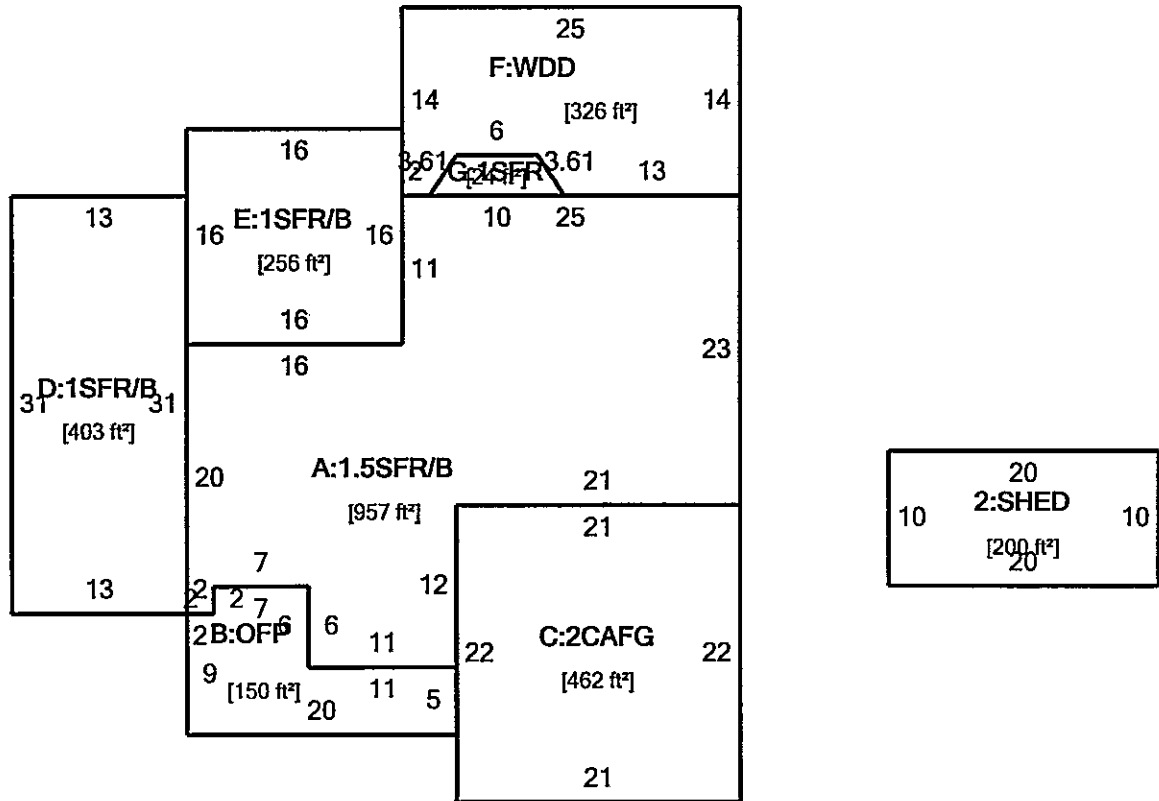 25
F:WDD
14
14
[326 ft²]
6
16
3.61
2
G:1SFR
3.61
13
[24 ft²]
13
10
25
E:1SFR/B
16
16
[256 ft²]
11
16
16
23
D:1SFR/B
31
31
[403 ft²]
A:1.5SFR/B
20
[957 ft²]
21
21
20
2:SHED
10
10
[200 ft²]
20
7
12
13
2
2
2
7
2
B:OFP
6
6
11
C:2CAFG
22
22
[462 ft²]
9
[150 ft²]
11
5
20
21